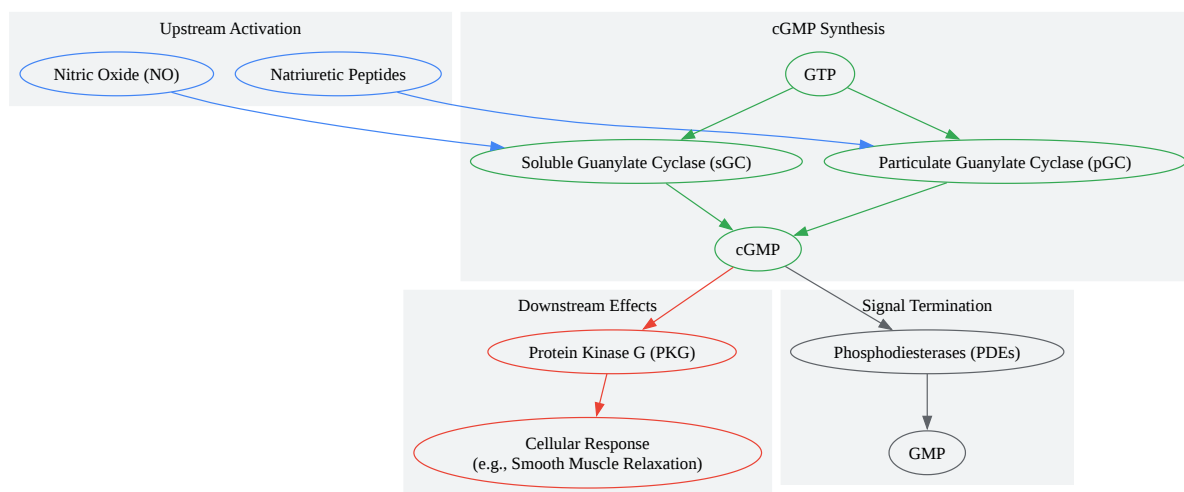 Upstream Activation
Nitric Oxide (NO)
Natriuretic Peptides
cGMP Synthesis
GTP
Soluble Guanylate Cyclase (sGC)
Particulate Guanylate Cyclase (pGC)
cGMP
Downstream Effects
Protein Kinase G (PKG)
Cellular Response
(e.g., Smooth Muscle Relaxation)
Signal Termination
Phosphodiesterases (PDEs)
GMP